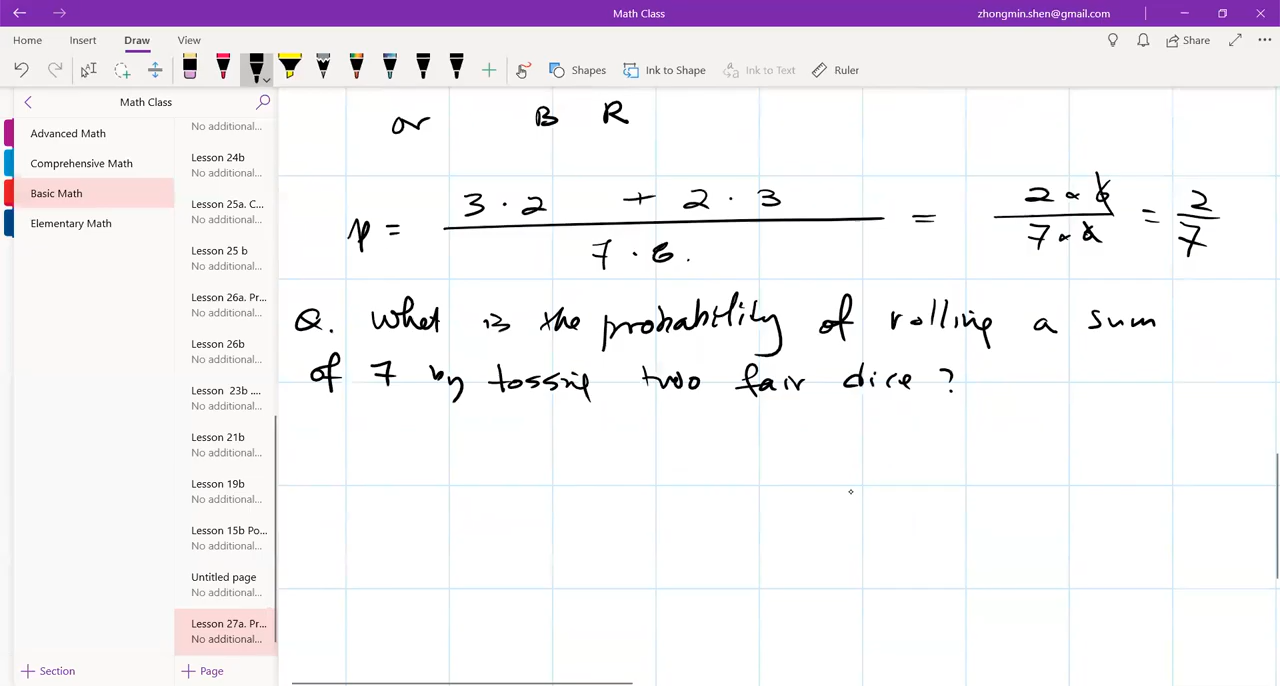 Math Class
zhongmin.shen@gmail.com
Home Insert Draw View
Share
Shapes Ink to Shape Ink to Text Ruler
Math Class
Advanced Math
Comprehensive Math
Basic Math
Elementary Math
No additional...
Lesson 24b
No additional...
Lesson 25a. C...
No additional...
Lesson 25 b
No additional...
Lesson 26a. Pr...
No additional...
Lesson 26b
No additional...
Lesson 23b ....
No additional...
Lesson 21b
No additional...
Lesson 19b
No additional...
Lesson 15b Po...
No additional...
Untitled page
No additional...
Lesson 27a. Pr...
No additional...
Section
Page
or B R
p = 3 · 2 + 2 · 3 / 7 · 6 . = 2 × 6 / 7 × 6 = 2 / 7
Q. What is the probability of rolling a sum
of 7 by tossing two fair dice ?